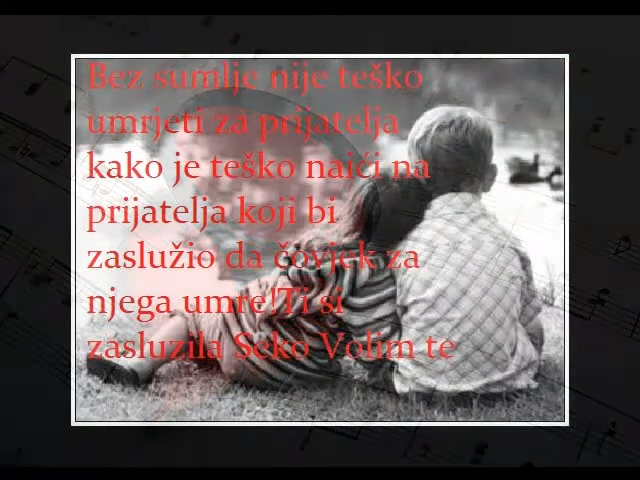 Bez sumlje nije teško
umrjeti za prijatelja
kako je teško naići na
prijatelja koji bi
zaslužio da čovjek za
njega umre!Ti si
zasluzila Seko Volim te